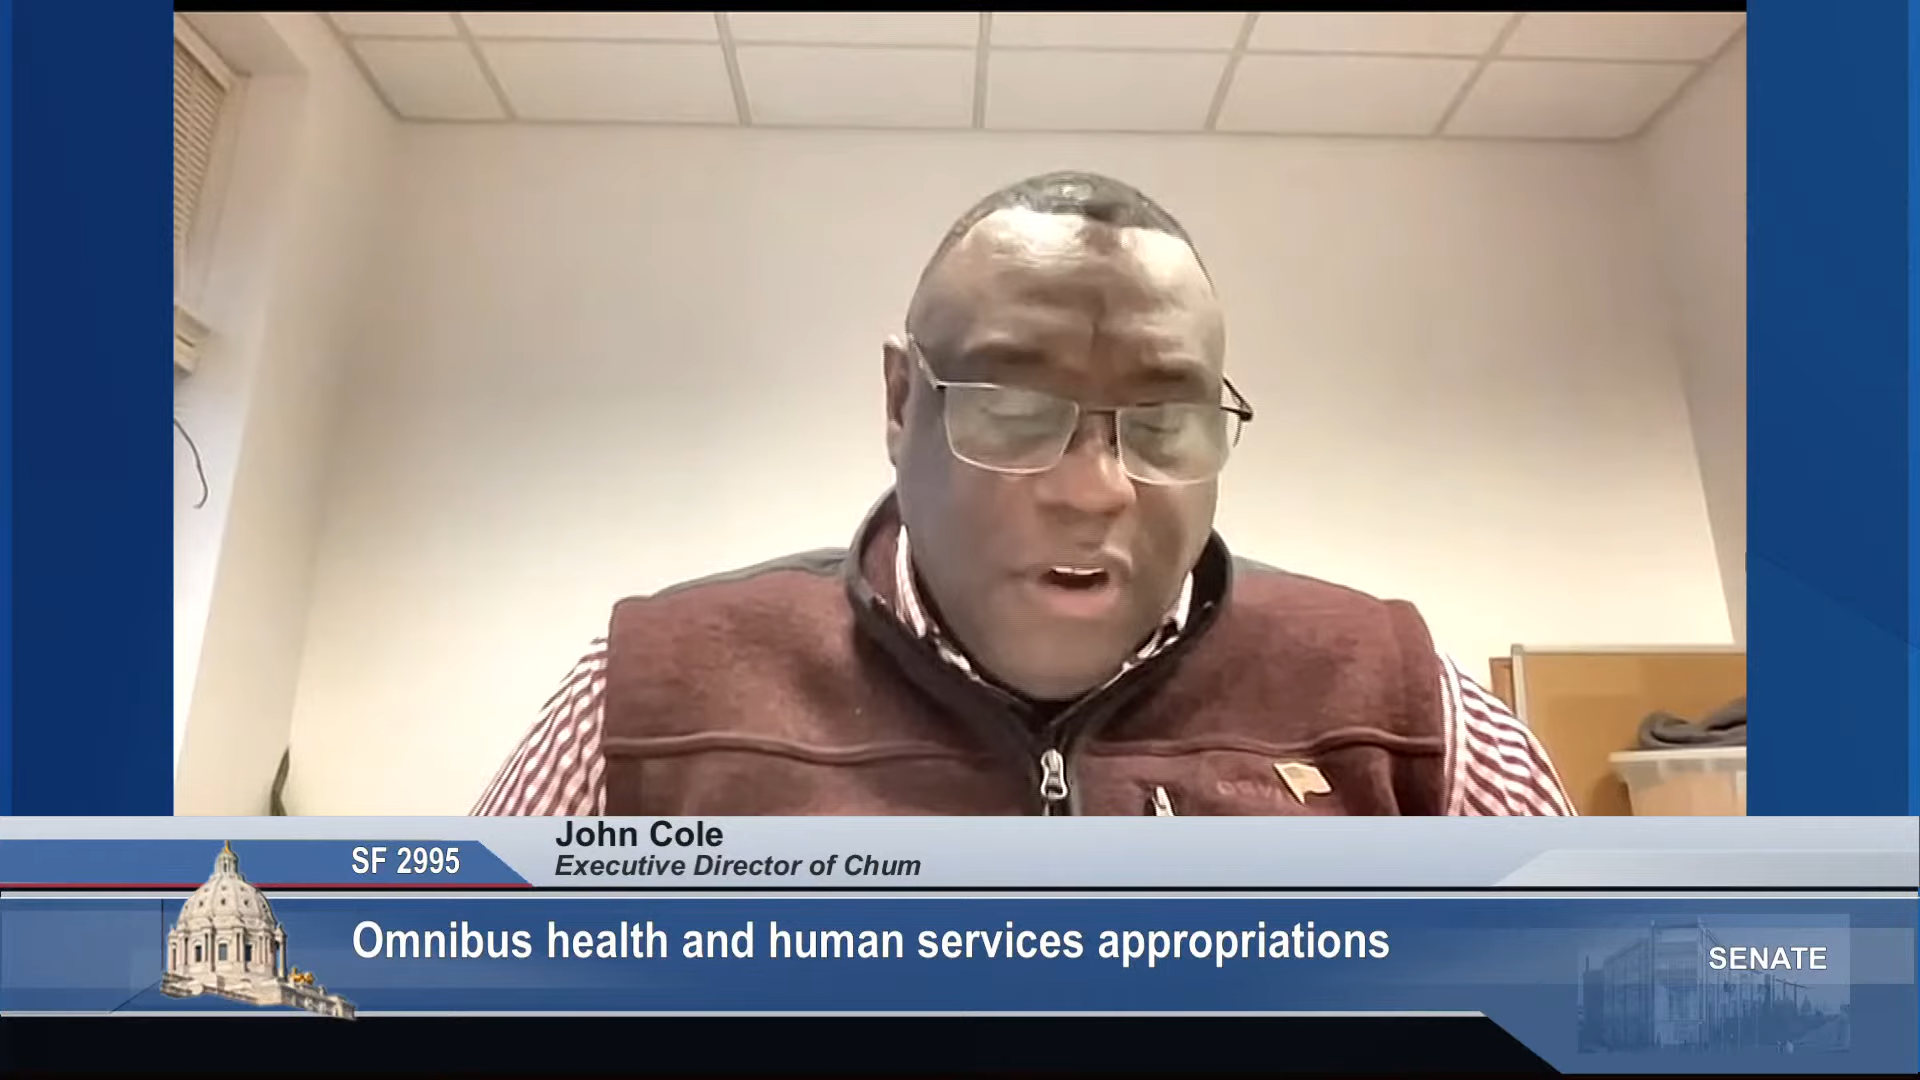 John Cole
SF 2995
Executive Director of Chum
Omnibus health and human services appropriations
SENATE